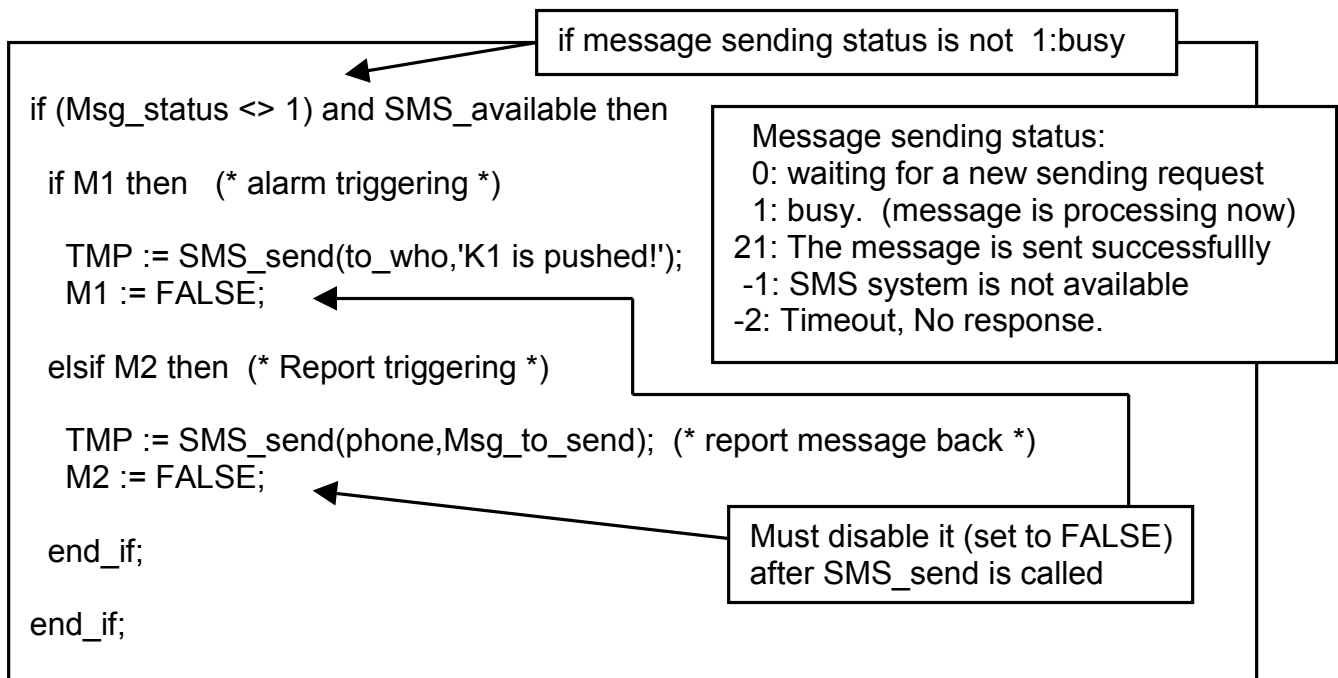 if message sending status is not  1:busy
if (Msg_status <> 1) and SMS_available then
Message sending status:
0: waiting for a new sending request
1: busy.  (message is processing now)
21: The message is sent successfullly
-1: SMS system is not available
-2: Timeout, No response.
if M1 then   (* alarm triggering *)
TMP := SMS_send(to_who,'K1 is pushed!');
M1 := FALSE;
elsif M2 then  (* Report triggering *)
TMP := SMS_send(phone,Msg_to_send);  (* report message back *)
M2 := FALSE;
Must disable it (set to FALSE)
after SMS_send is called
end_if;
end_if;